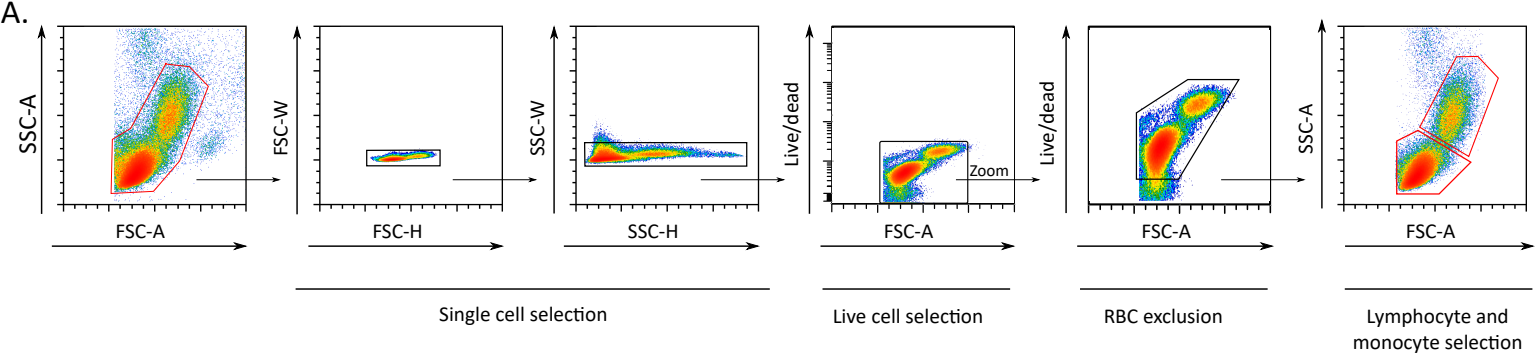 A.
SSC-A
FSC-A
FSC-W
FSC-H
SSC-W
SSC-H
Live/dead
FSC-A
Zoom
Live/dead
FSC-A
SSC-A
FSC-A
Single cell selection
Live cell selection
RBC exclusion
Lymphocyte and
monocyte selection